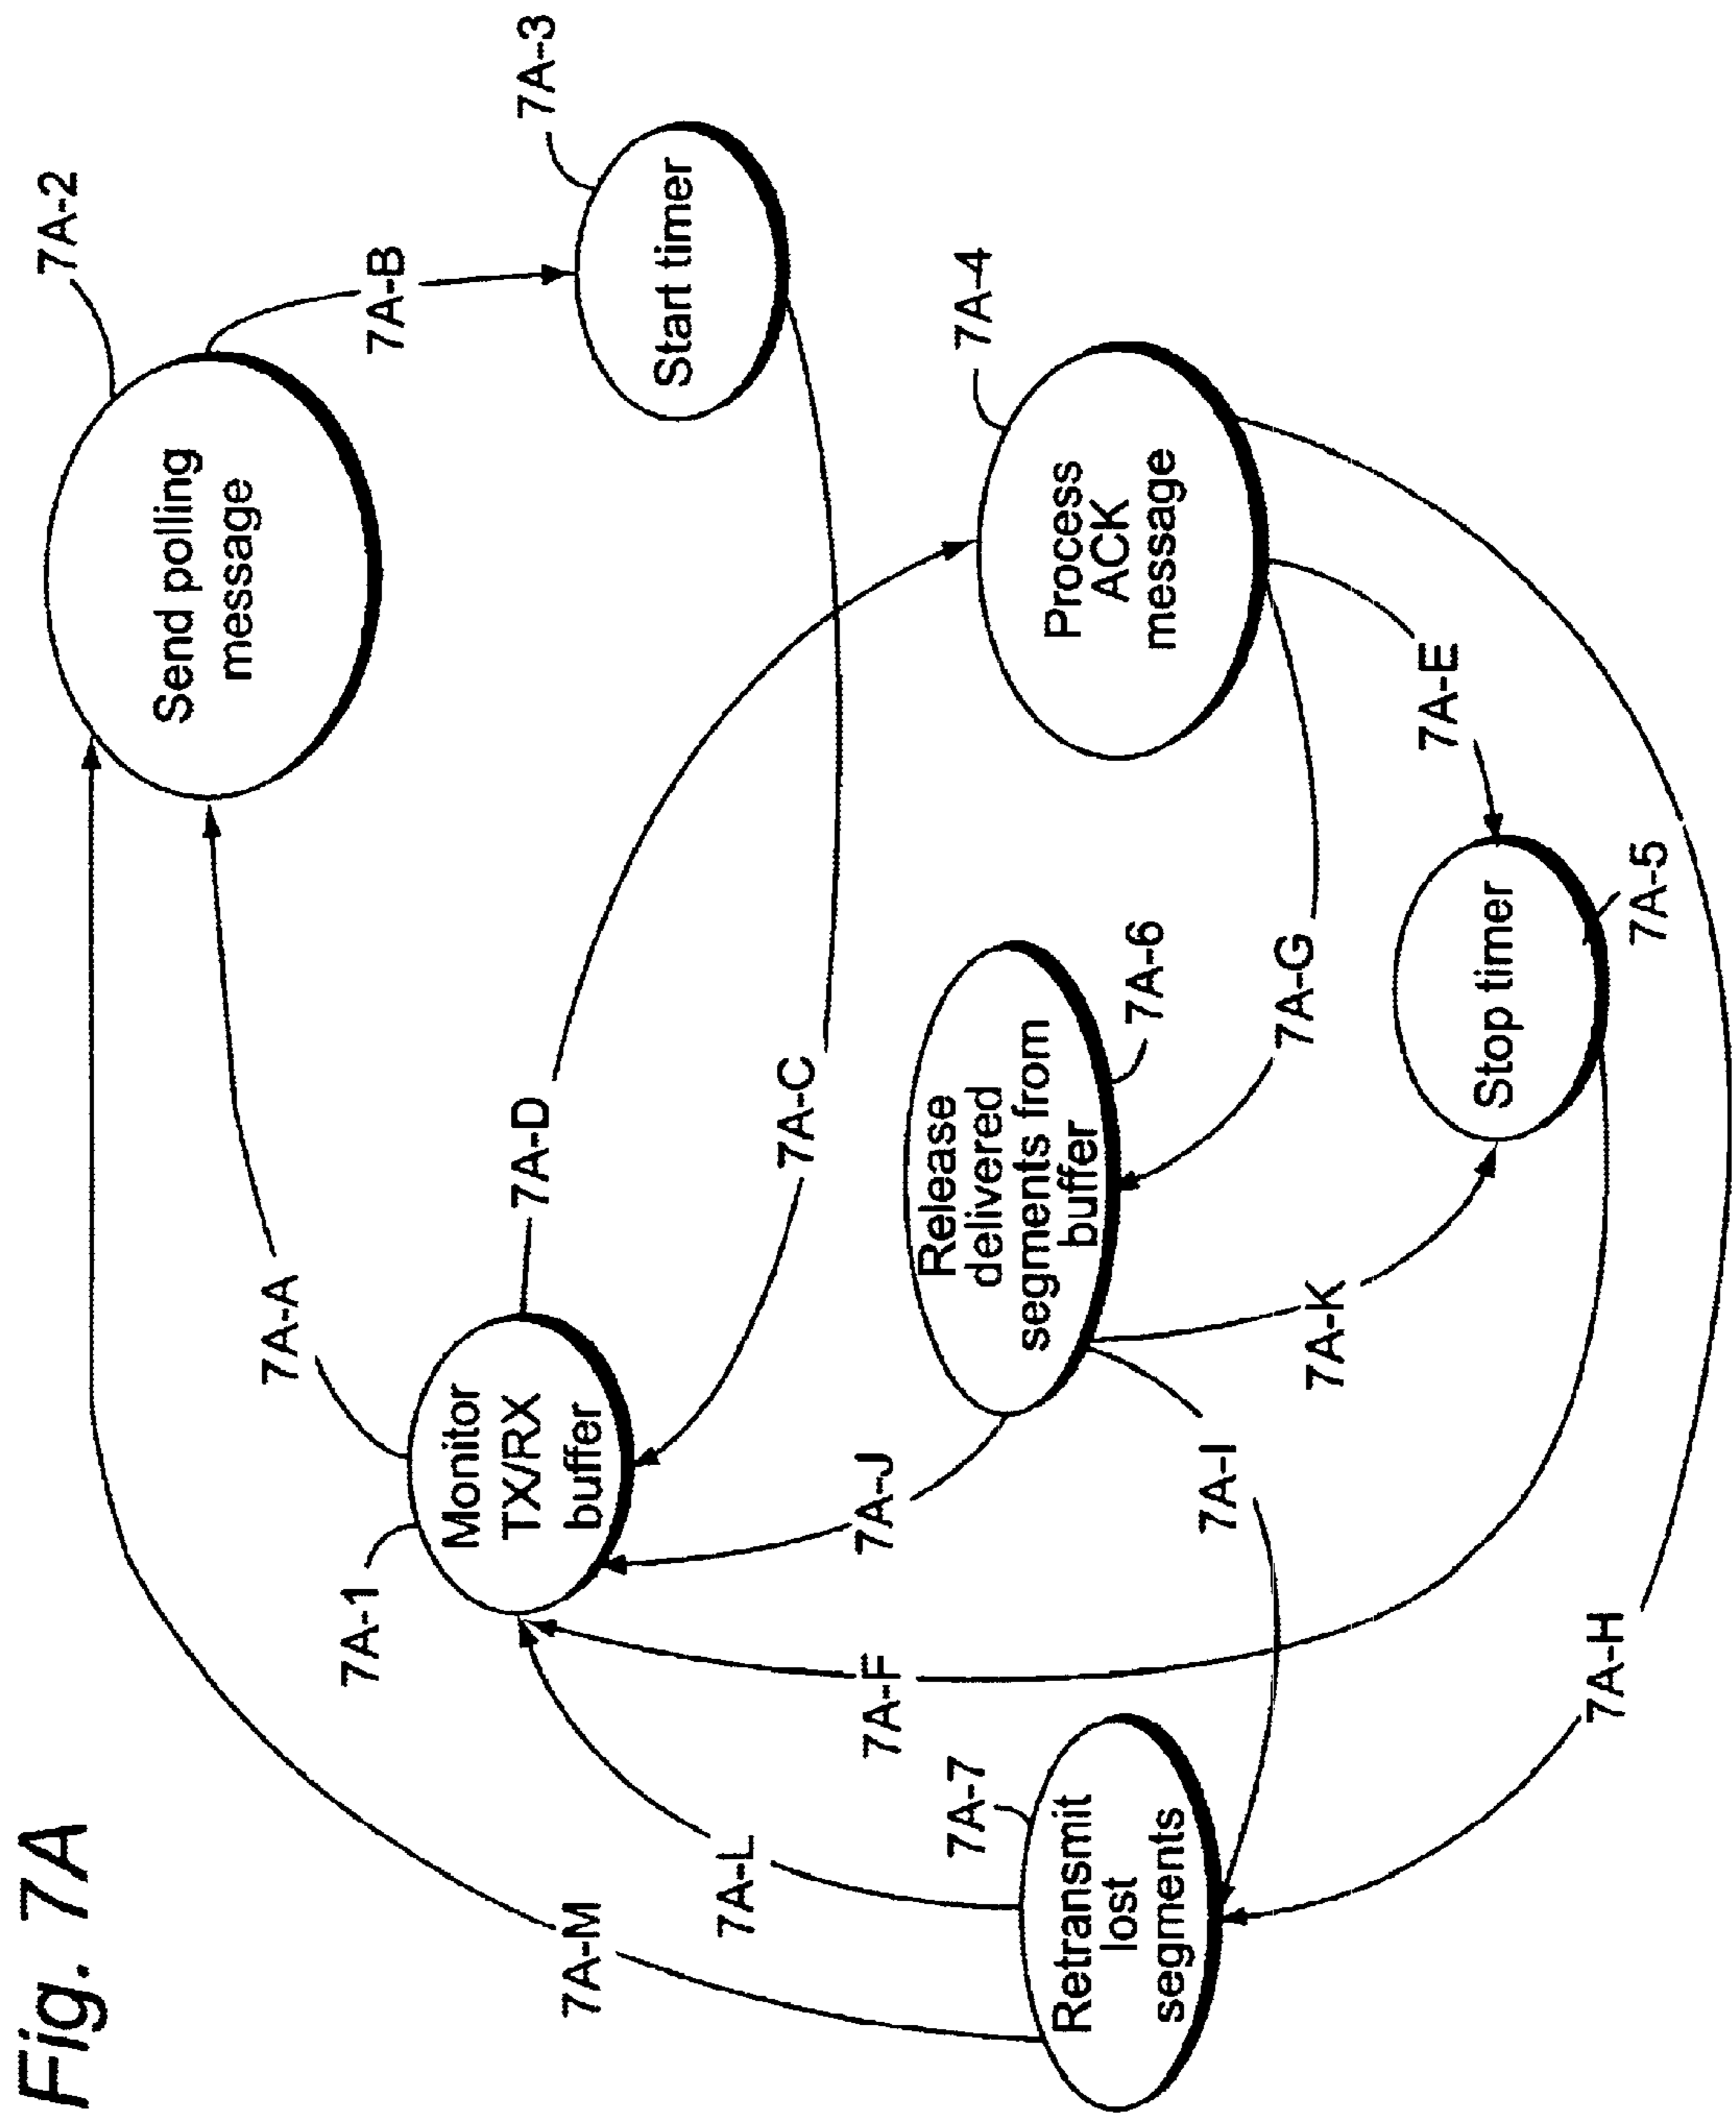 Fig. 7A
7A-1
Monitor
TX/RX
buffer
7A-2
Send polling
message
7A-3
Start timer
7A-4
Process
ACK
message
7A-5
Stop timer
7A-6
Release
delivered
segments from
buffer
7A-7
Retransmit
lost
segments
7A-A
7A-B
7A-C
7A-D
7A-E
7A-F
7A-G
7A-H
7A-I
7A-J
7A-K
7A-L
7A-M